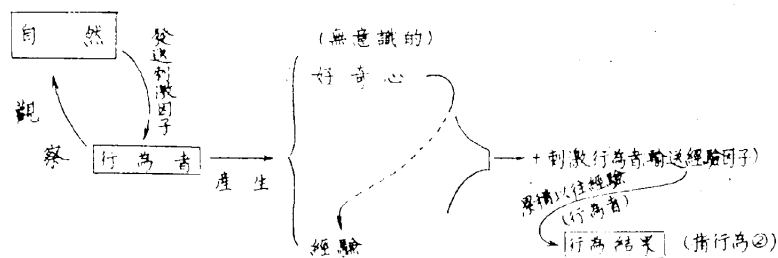 自然
發送刺激因子
觀察
行為者
產生
(無意識的)
好奇心
經驗
+刺激行為者(輸送經驗因子)
累積以往經驗
(行為者)
行為結果 (指行為②)